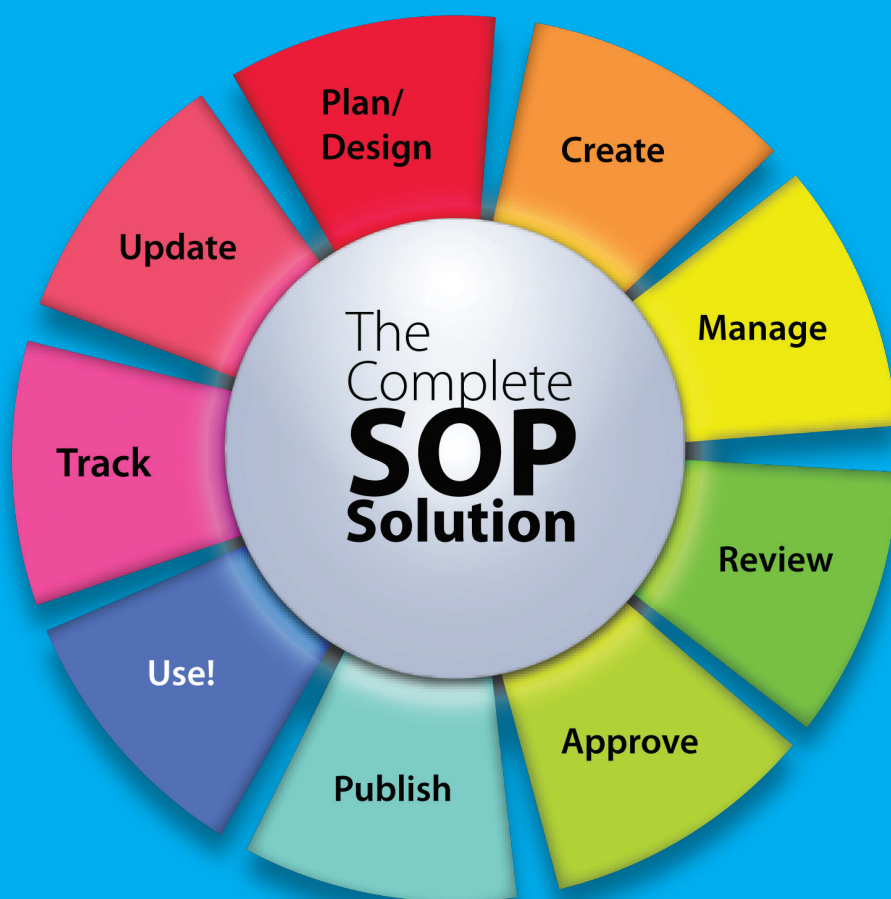 The
Complete
SOP
Solution
Plan/
Design
Create
Manage
Review
Approve
Publish
Use!
Track
Update